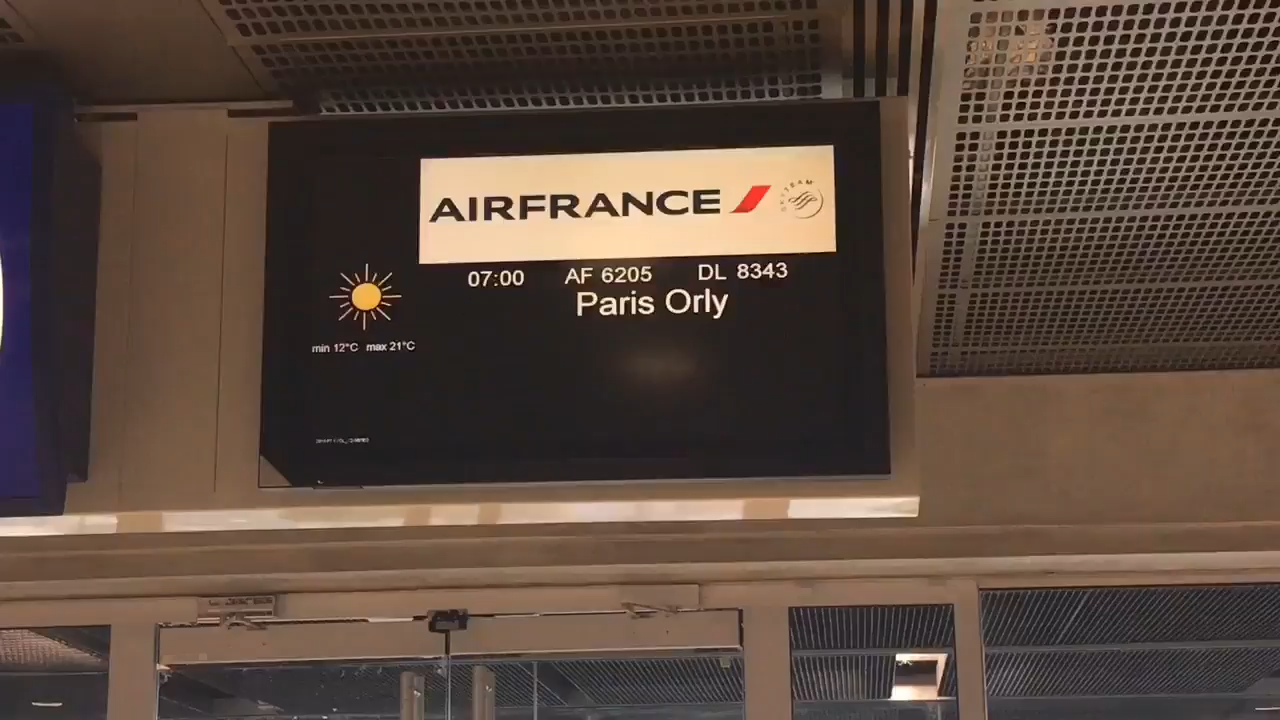 AIRFRANCE
SKYTEAM
07:00 AF 6205 DL 8343
Paris Orly
min 12°C max 21°C